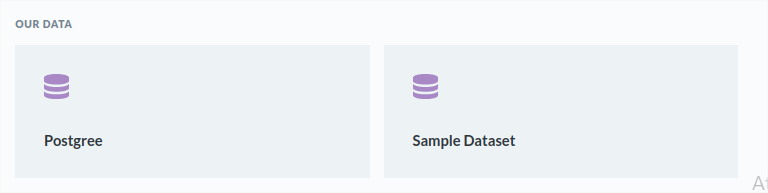 OUR DATA
Postgree
Sample Dataset